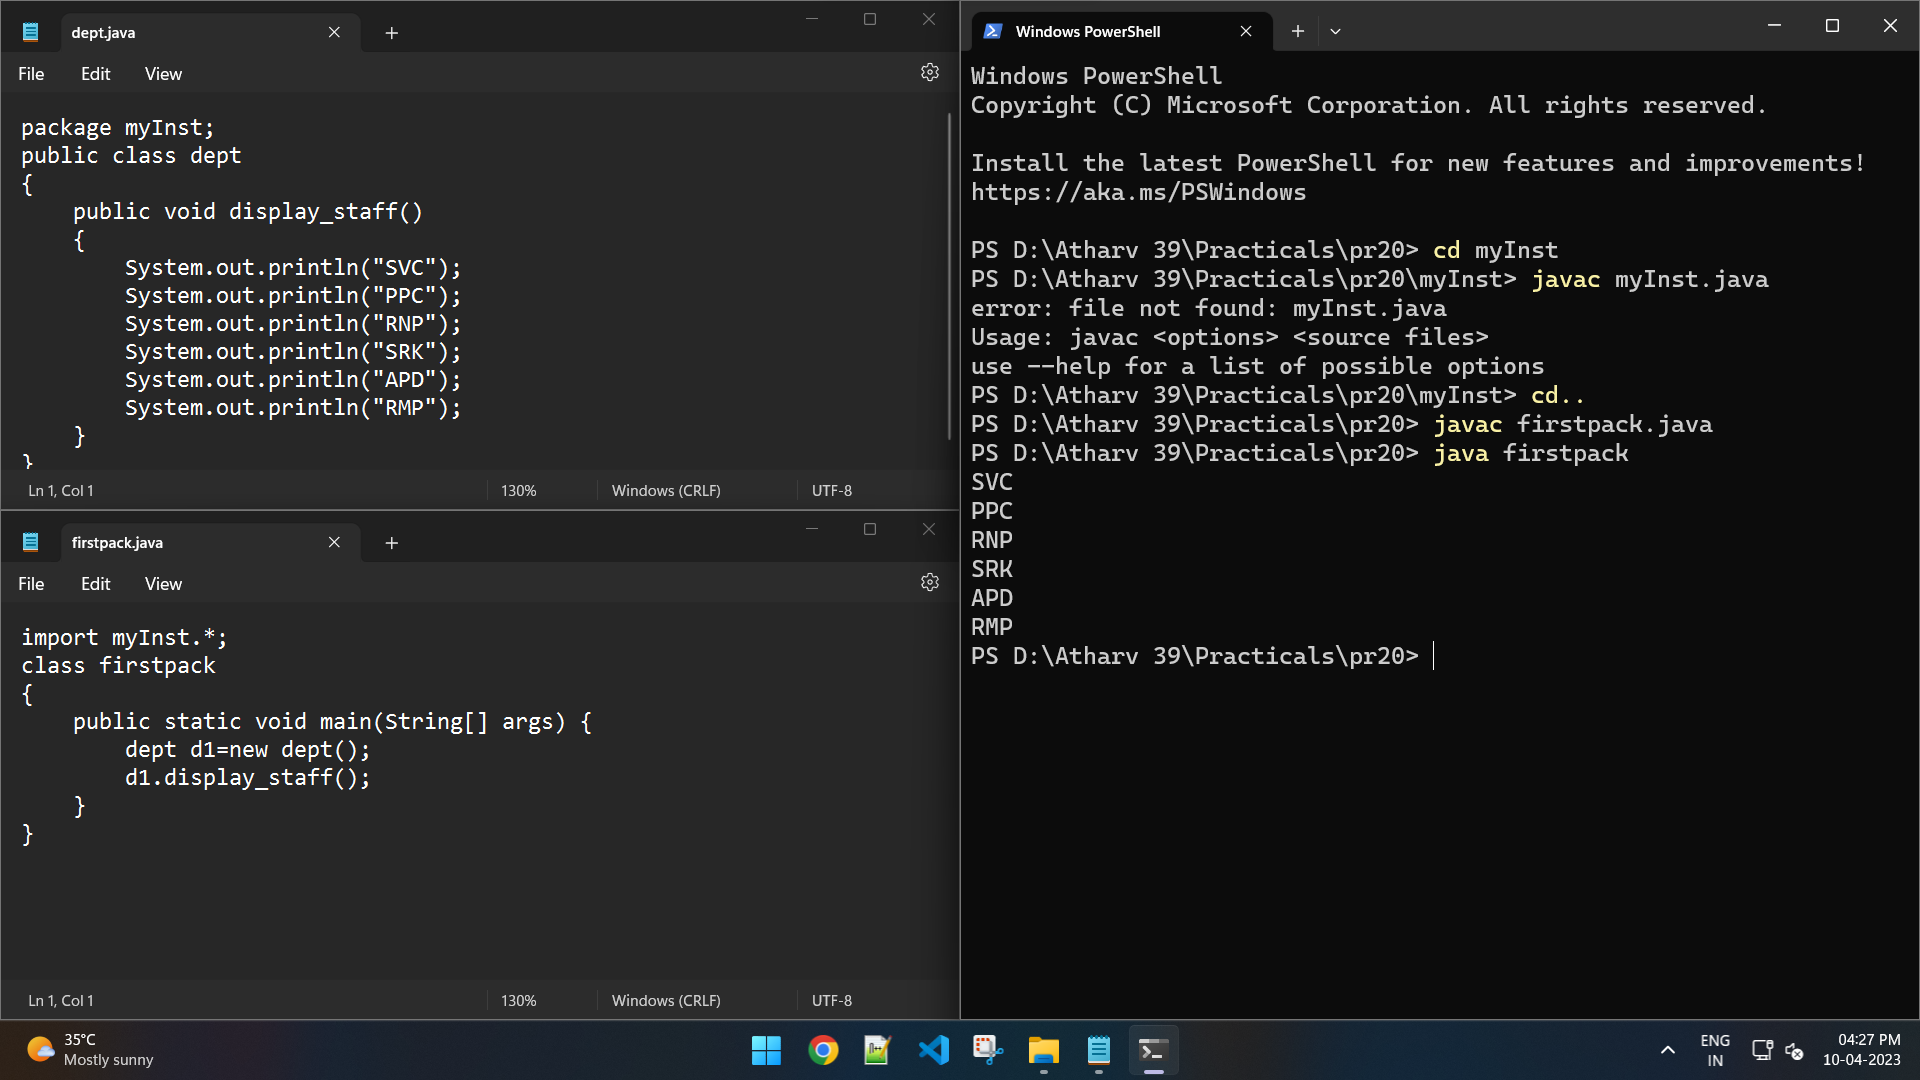 dept.java
File Edit View
package myInst;
public class dept
{
    public void display_staff()
    {
        System.out.println("SVC");
        System.out.println("PPC");
        System.out.println("RNP");
        System.out.println("SRK");
        System.out.println("APD");
        System.out.println("RMP");
    }
}
Ln 1, Col 1 130% Windows (CRLF) UTF-8
firstpack.java
File Edit View
import myInst.*;
class firstpack
{
    public static void main(String[] args) {
        dept d1=new dept();
        d1.display_staff();
    }
}
Ln 1, Col 1 130% Windows (CRLF) UTF-8
Windows PowerShell
Windows PowerShell
Copyright (C) Microsoft Corporation. All rights reserved.
Install the latest PowerShell for new features and improvements!
https://aka.ms/PSWindows
PS D:\Atharv 39\Practicals\pr20> cd myInst
PS D:\Atharv 39\Practicals\pr20\myInst> javac myInst.java
error: file not found: myInst.java
Usage: javac <options> <source files>
use --help for a list of possible options
PS D:\Atharv 39\Practicals\pr20\myInst> cd..
PS D:\Atharv 39\Practicals\pr20> javac firstpack.java
PS D:\Atharv 39\Practicals\pr20> java firstpack
SVC
PPC
RNP
SRK
APD
RMP
PS D:\Atharv 39\Practicals\pr20>
35°C
Mostly sunny
ENG
IN
04:27 PM
10-04-2023